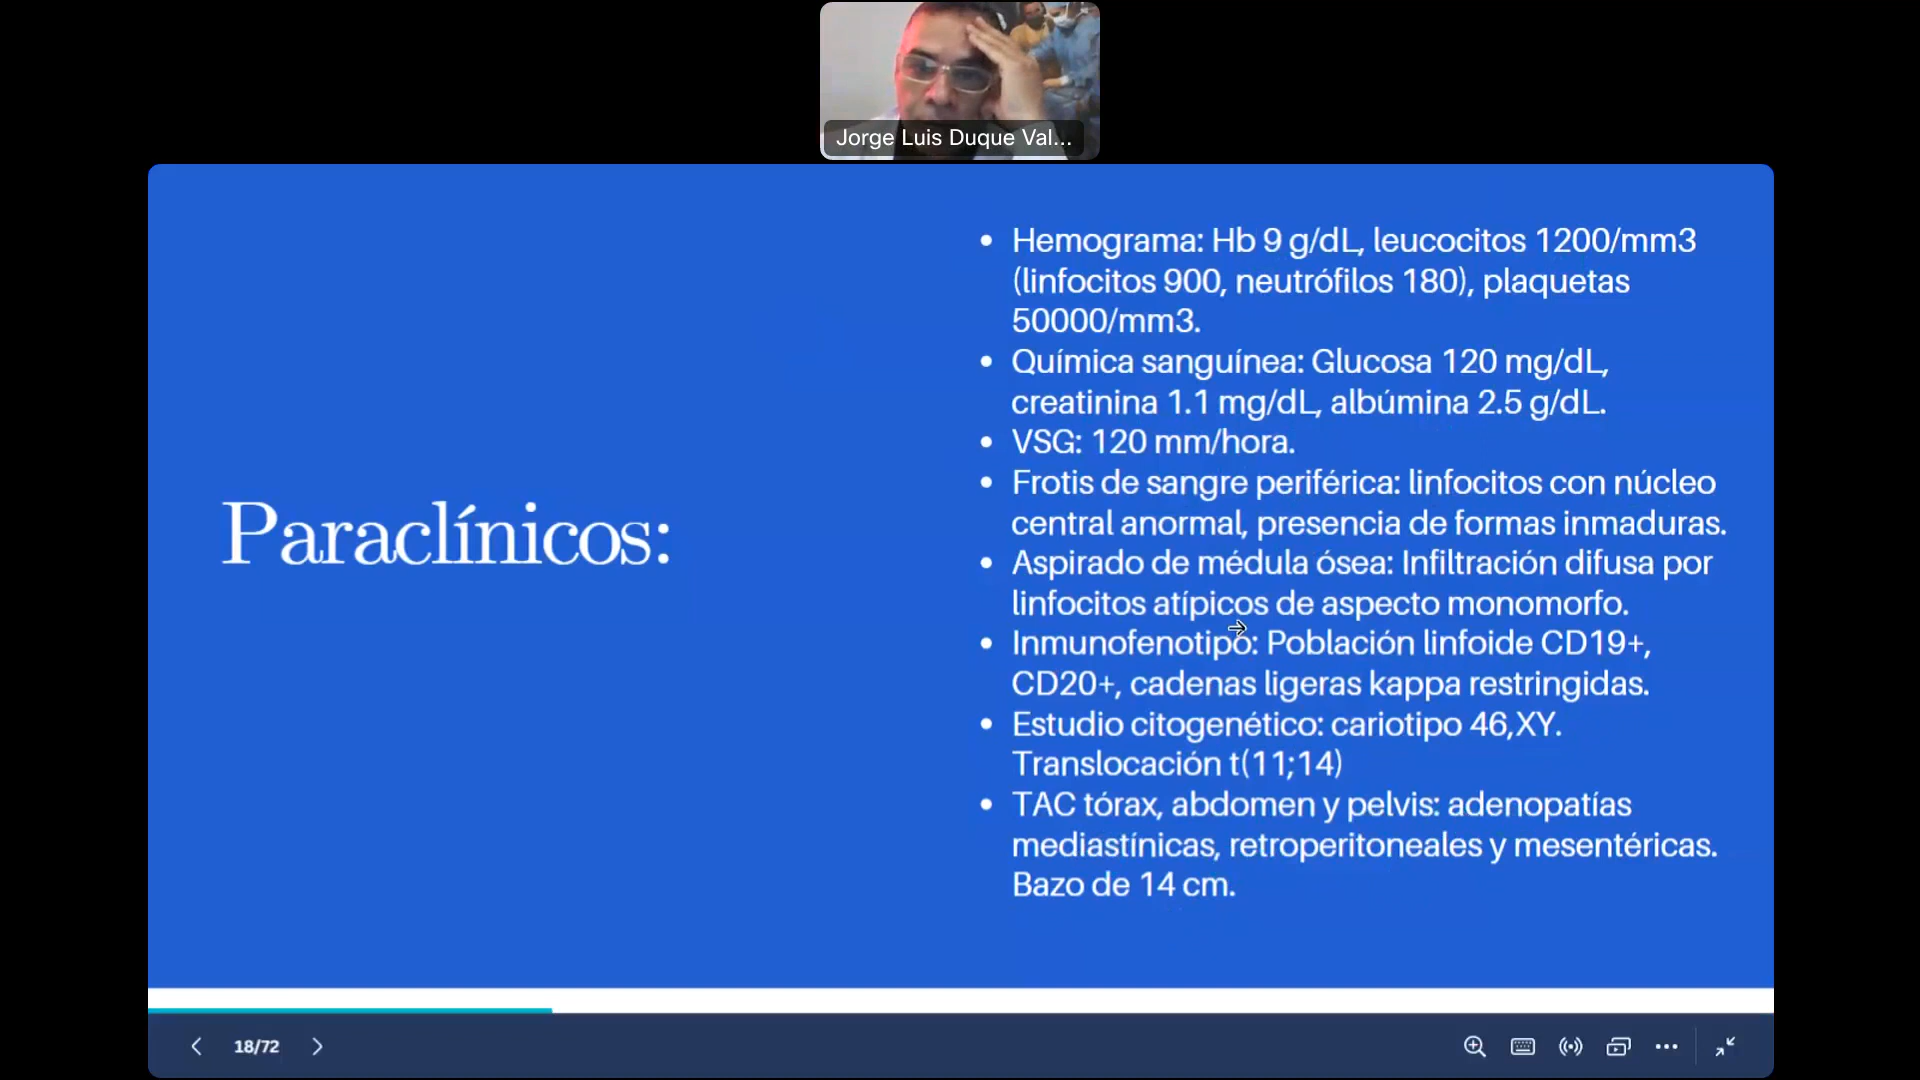 Jorge Luis Duque Val...
Paraclínicos:
• Hemograma: Hb 9 g/dL, leucocitos 1200/mm3
(linfocitos 900, neutrófilos 180), plaquetas
50000/mm3.
• Química sanguínea: Glucosa 120 mg/dL,
creatinina 1.1 mg/dL, albúmina 2.5 g/dL.
• VSG: 120 mm/hora.
• Frotis de sangre periférica: linfocitos con núcleo
central anormal, presencia de formas inmaduras.
• Aspirado de médula ósea: Infiltración difusa por
linfocitos atípicos de aspecto monomorfo.
• Inmunofenotipo: Población linfoide CD19+,
CD20+, cadenas ligeras kappa restringidas.
• Estudio citogenético: cariotipo 46,XY.
Translocación t(11;14)
• TAC tórax, abdomen y pelvis: adenopatías
mediastínicas, retroperitoneales y mesentéricas.
Bazo de 14 cm.
18/72